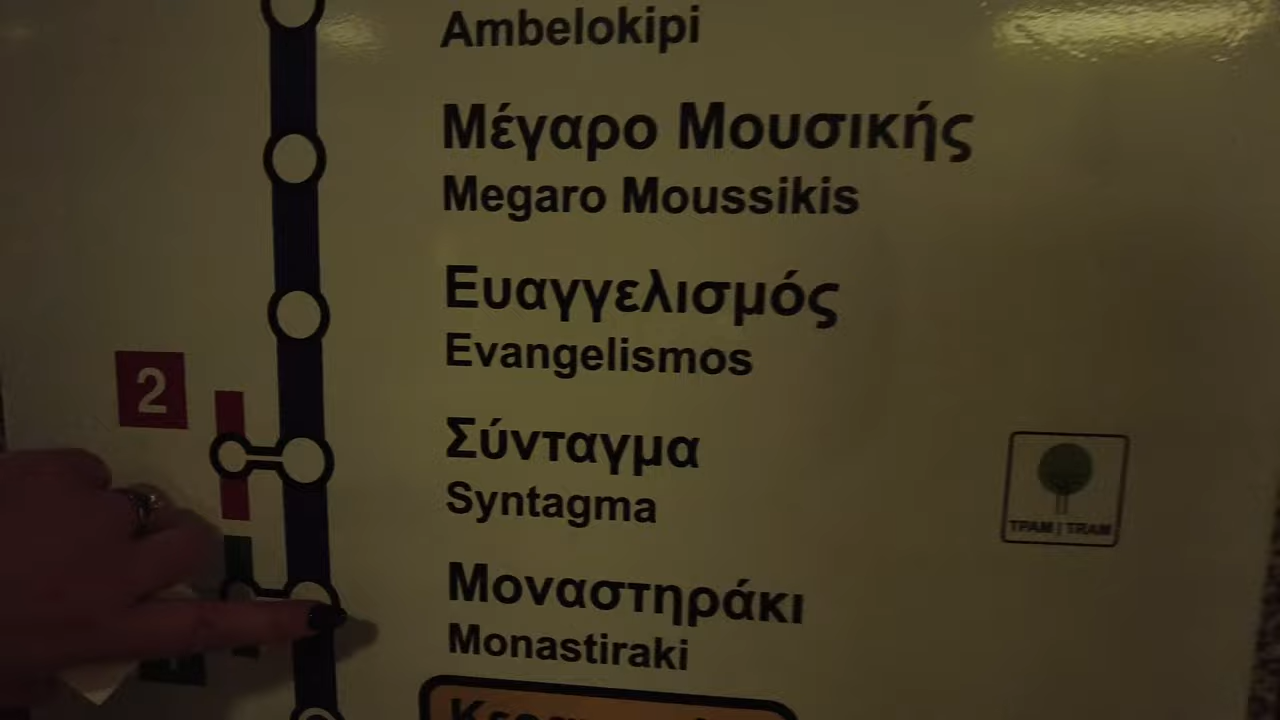 Ambelokipi
Μέγαρο Μουσικής
Megaro Moussikis
Ευαγγελισμός
Evangelismos
2
Σύνταγμα
Syntagma
ΤΡΑΜ | TRAM
Μοναστηράκι
Monastiraki